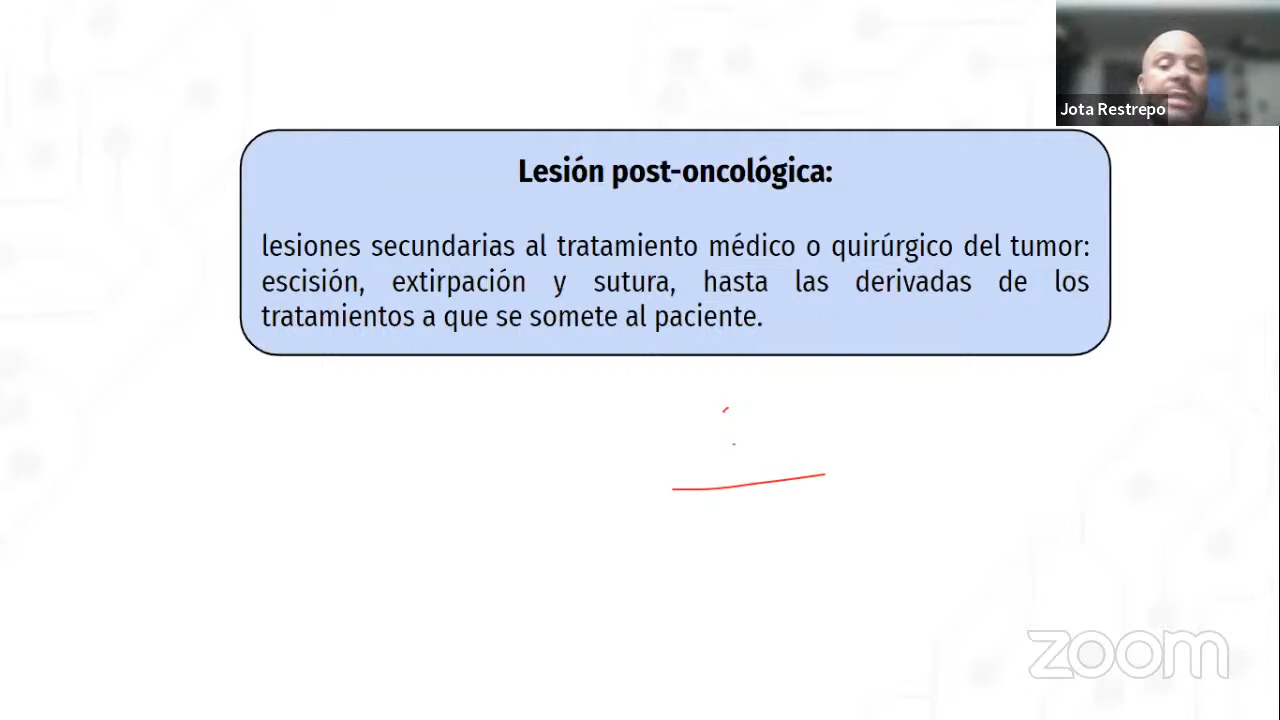 Jota Restrepo
Lesión post-oncológica:
lesiones secundarias al tratamiento médico o quirúrgico del tumor:
escisión, extirpación y sutura, hasta las derivadas de los
tratamientos a que se somete al paciente.
zoom